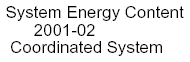 System Energy Content
2001-02
Coordinated System